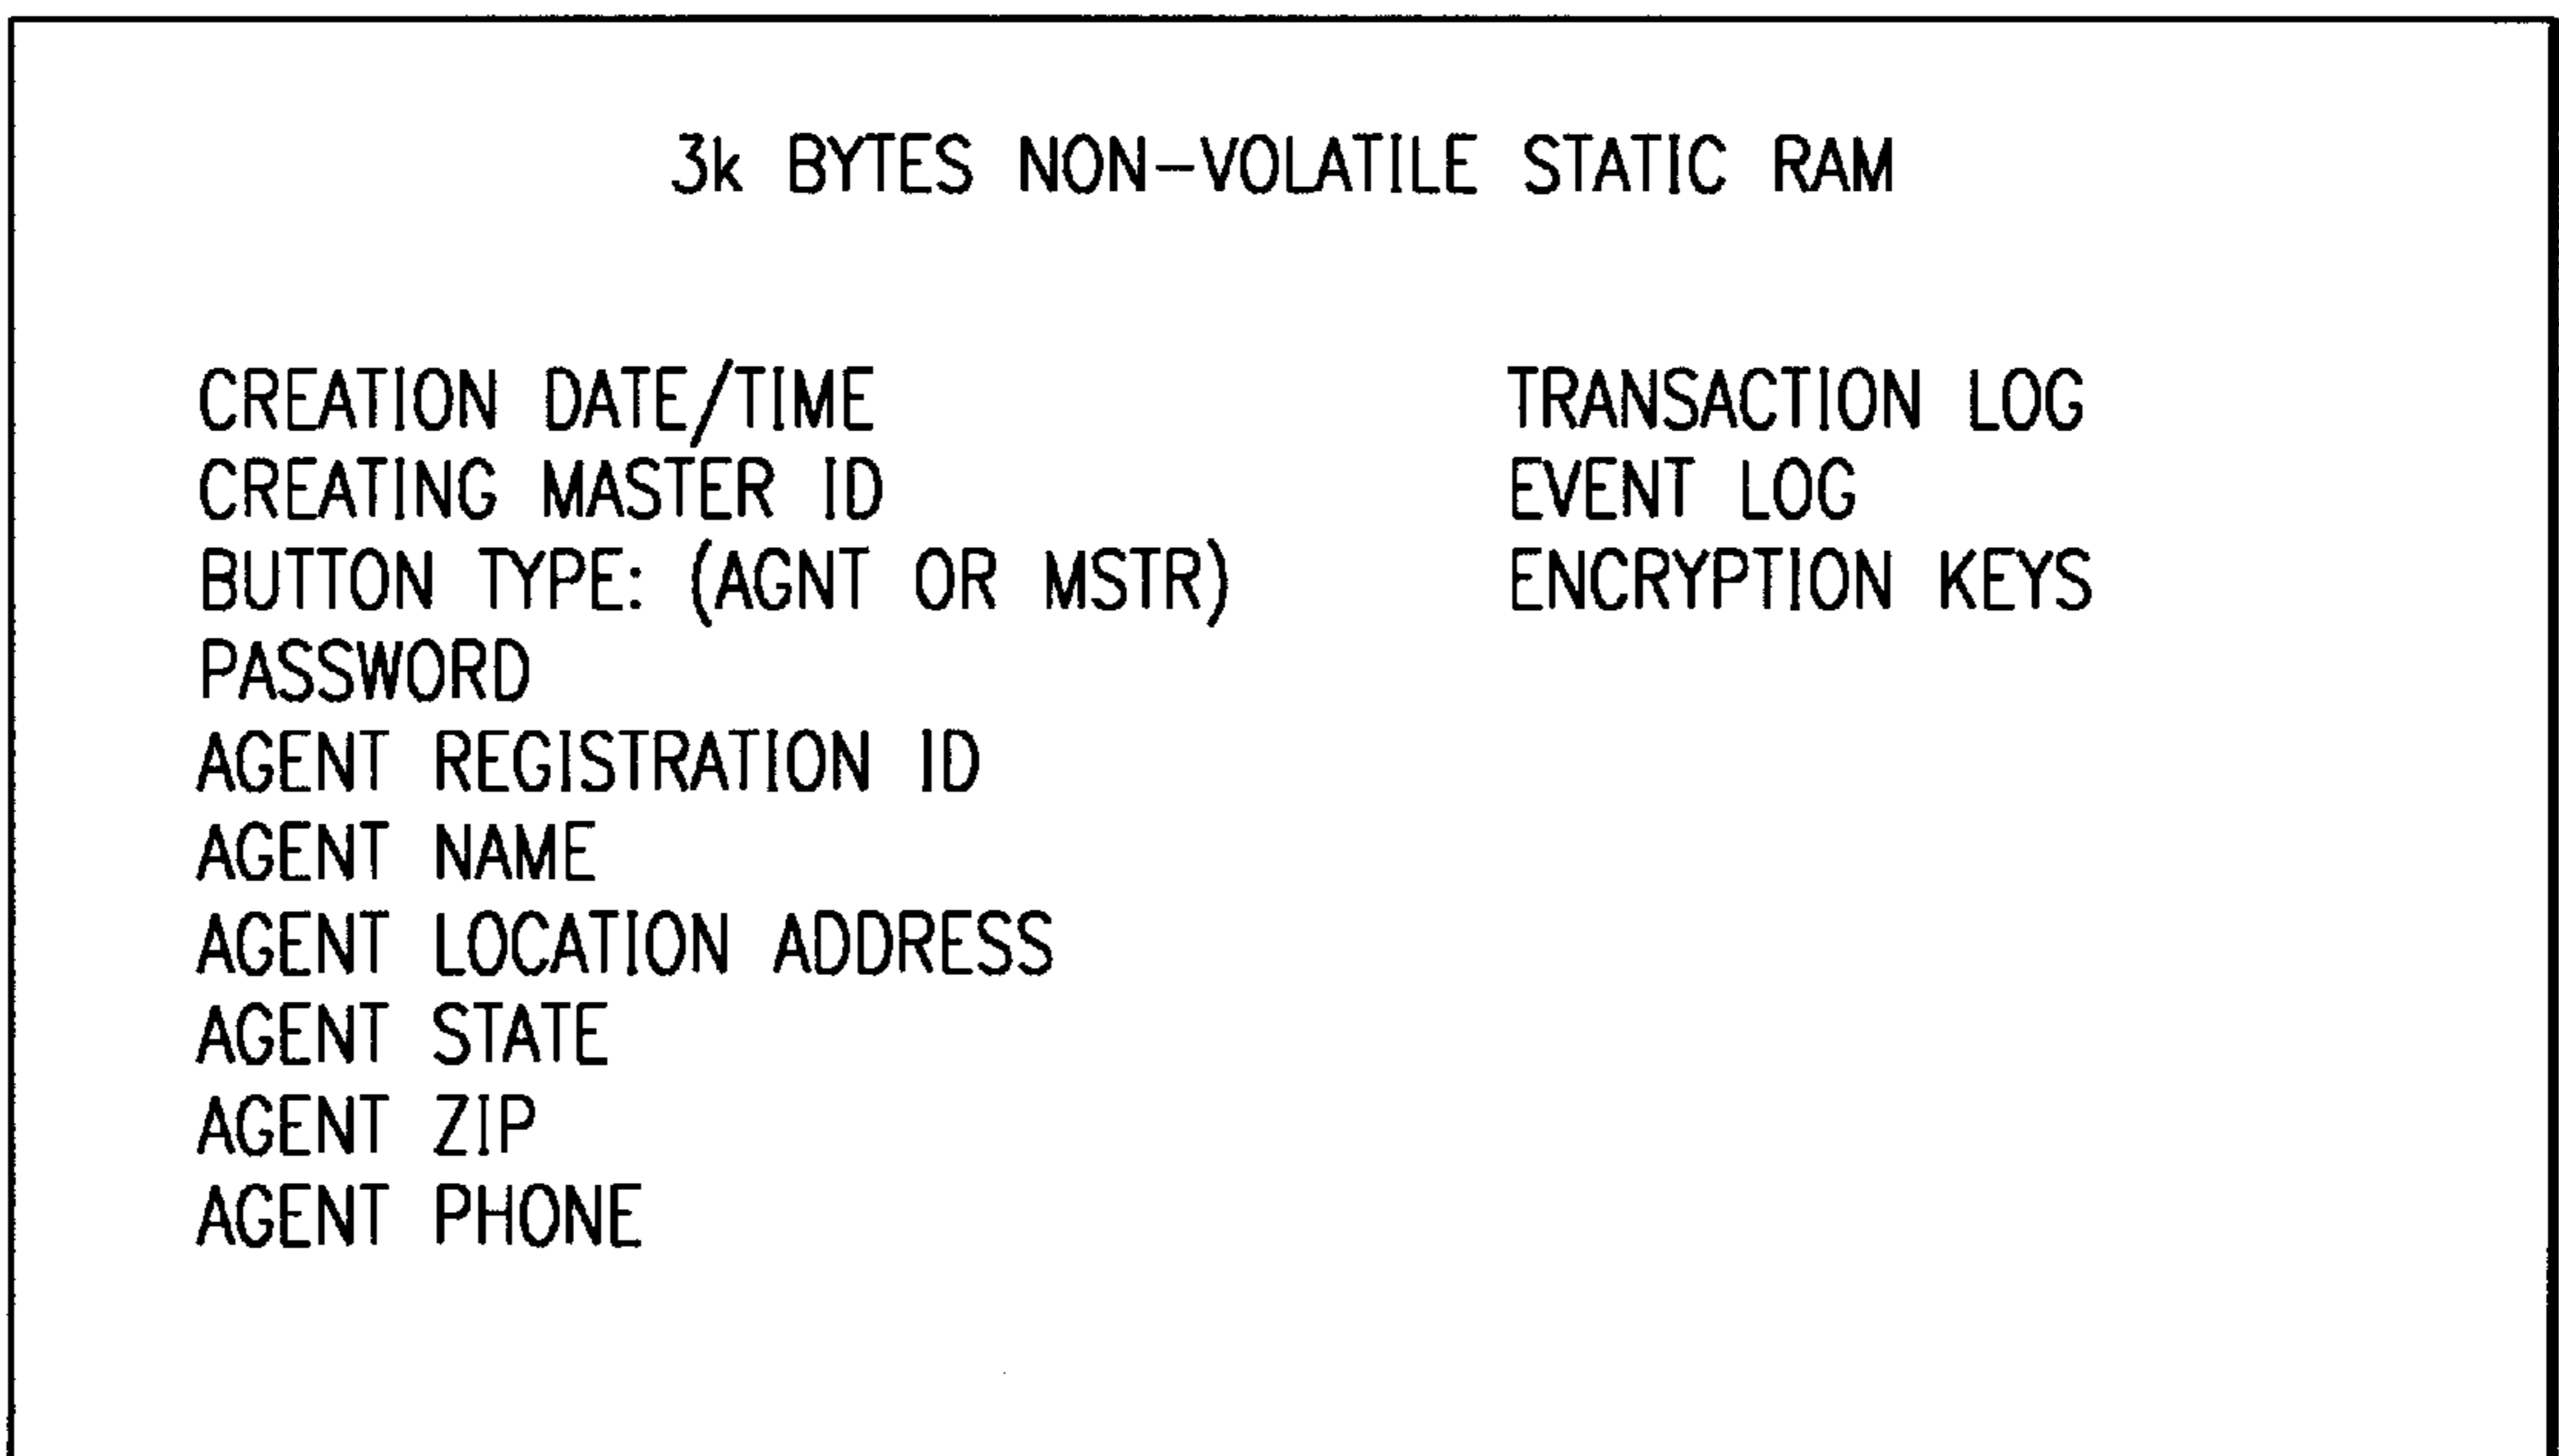 3k BYTES NON-VOLATILE STATIC RAM
CREATION DATE/TIME
CREATING MASTER ID
BUTTON TYPE: (AGNT OR MSTR)
PASSWORD
AGENT REGISTRATION ID
AGENT NAME
AGENT LOCATION ADDRESS
AGENT STATE
AGENT ZIP
AGENT PHONE
TRANSACTION LOG
EVENT LOG
ENCRYPTION KEYS